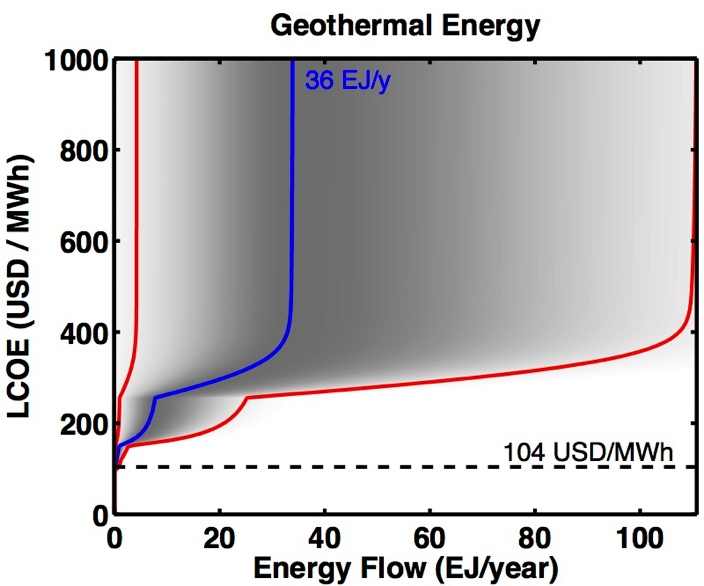 Geothermal Energy
LCOE (USD / MWh)
1000
800
600
400
200
0
36 EJ/y
104 USD/MWh
0 20 40 60 80 100
Energy Flow (EJ/year)